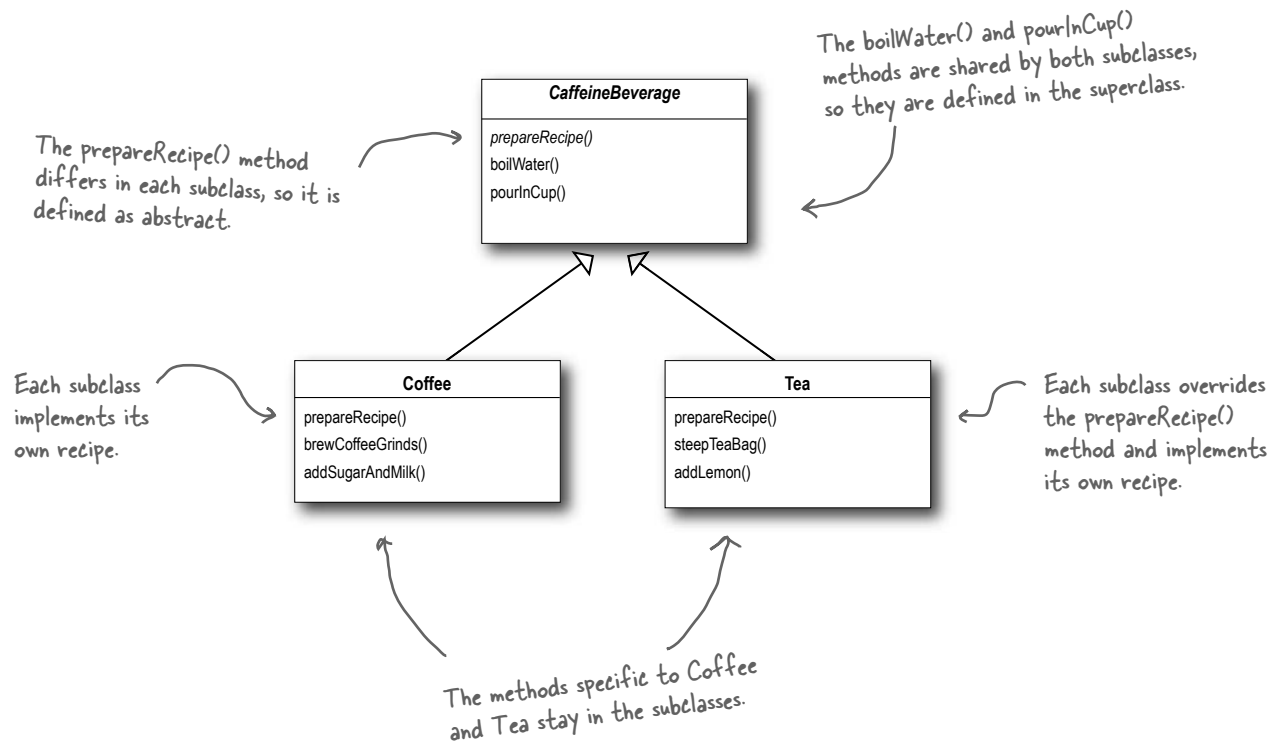 The boilWater() and pourInCup()
methods are shared by both subclasses,
so they are defined in the superclass.
CaffeineBeverage
prepareRecipe()
boilWater()
pourInCup()
The prepareRecipe() method
differs in each subclass, so it is
defined as abstract.
Each subclass
implements its
own recipe.
Coffee
prepareRecipe()
brewCoffeeGrinds()
addSugarAndMilk()
Tea
prepareRecipe()
steepTeaBag()
addLemon()
Each subclass overrides
the prepareRecipe()
method and implements
its own recipe.
The methods specific to Coffee
and Tea stay in the subclasses.